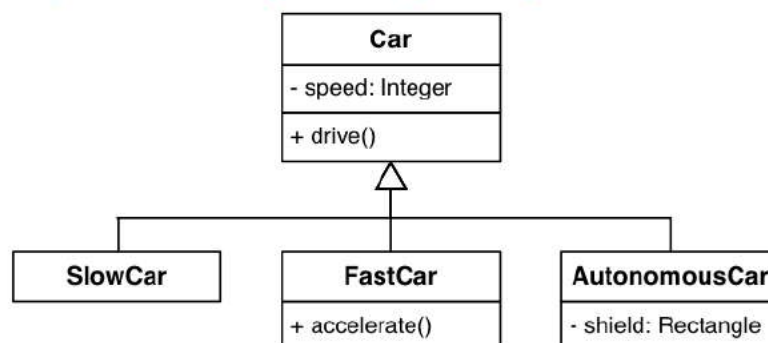 Car
- speed: Integer
+ drive()
SlowCar
FastCar
AutonomousCar
+ accelerate()
- shield: Rectangle